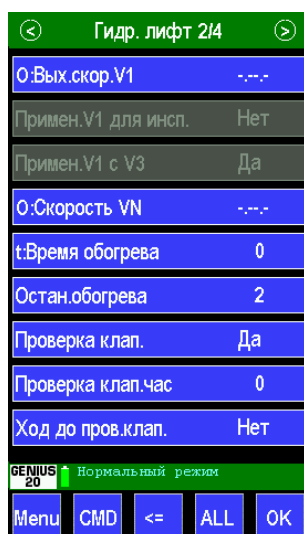 < Гидр. лифт 2/4 >
О:Вых.скор.V1 -.--.-
Примен.V1 для инсп. Нет
Примен.V1 с V3 Да
О:Скорость VN -.--.-
t:Время обогрева 0
Остан.обогрева 2
Проверка клап. Да
Проверка клап.час 0
Ход до пров.клап. Нет
GENIUS 20 Нормальный режим
Menu CMD <= ALL OK